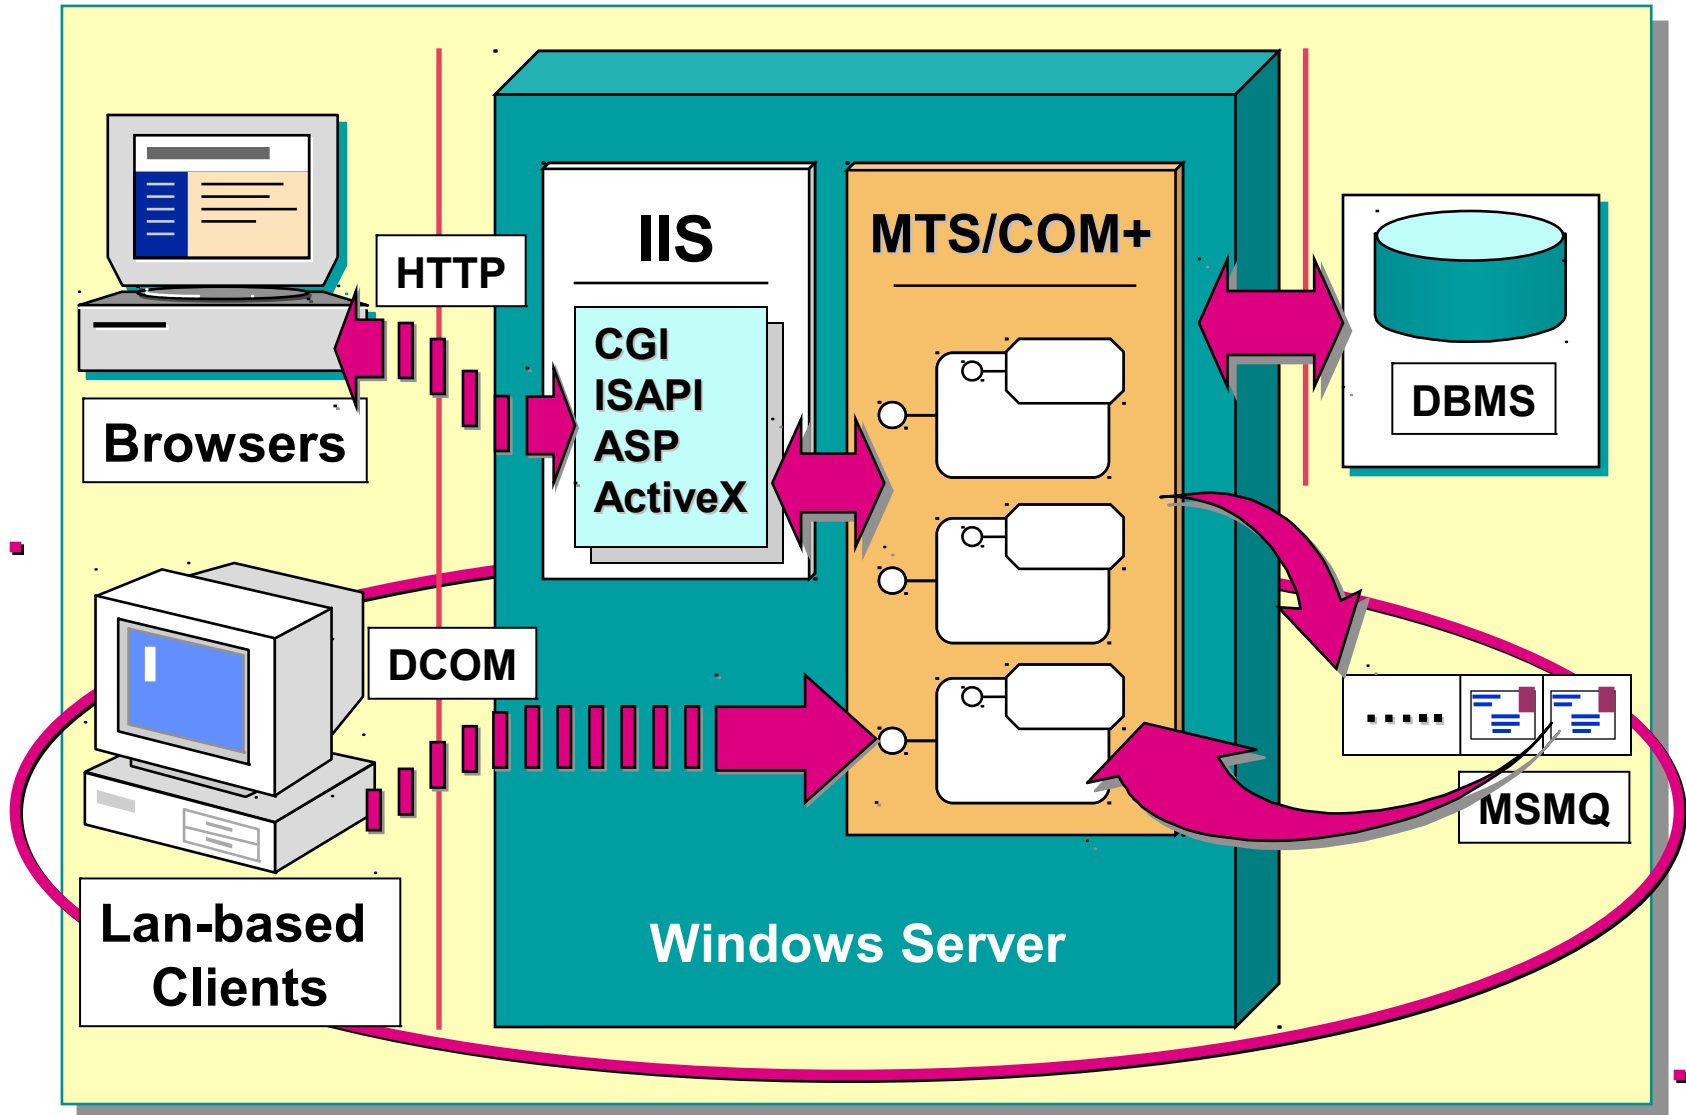 IIS
MTS/COM+
HTTP
CGI
ISAPI
ASP
ActiveX
DBMS
Browsers
DCOM
.....
MSMQ
Lan-based
Clients
Windows Server